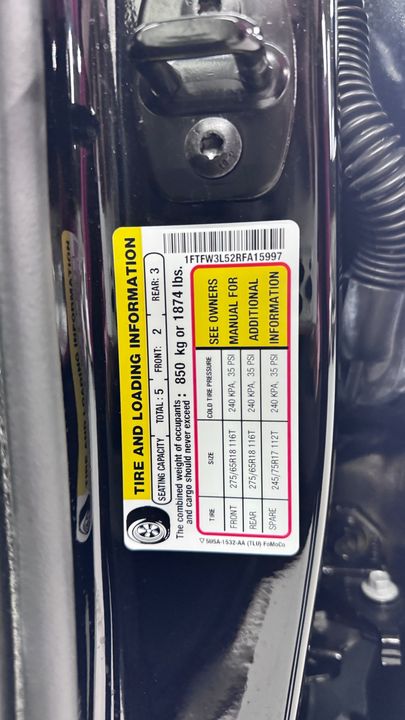 TIRE AND LOADING INFORMATION
SEATING CAPACITY TOTAL: 5 FRONT: 2 REAR: 3
The combined weight of occupants and cargo should never exceed: 850 kg or 1874 lbs.
TIRE SIZE COLD TIRE PRESSURE SEE OWNERS MANUAL FOR ADDITIONAL INFORMATION
FRONT 275/65R18 116T 240 KPA, 35 PSI
REAR 275/65R18 116T 240 KPA, 35 PSI
SPARE 245/75R17 112T 240 KPA, 35 PSI
5U5A-1532-AA (TLU) FoMoCo
1FTFW3L52RFA15997